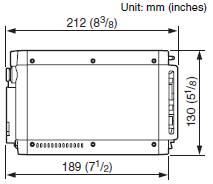 Unit: mm (inches)
212 (8³/₈)
130 (5¹/₈)
189 (7¹/₂)